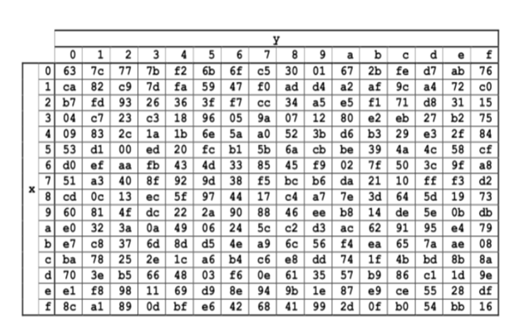 y
0 1 2 3 4 5 6 7 8 9 a b c d e f
0 63 7c 77 7b f2 6b 6f c5 30 01 67 2b fe d7 ab 76
1 ca 82 c9 7d fa 59 47 f0 ad d4 a2 af 9c a4 72 c0
2 b7 fd 93 26 36 3f f7 cc 34 a5 e5 f1 71 d8 31 15
3 04 c7 23 c3 18 96 05 9a 07 12 80 e2 eb 27 b2 75
4 09 83 2c 1a 1b 6e 5a a0 52 3b d6 b3 29 e3 2f 84
5 53 d1 00 ed 20 fc b1 5b 6a cb be 39 4a 4c 58 cf
6 d0 ef aa fb 43 4d 33 85 45 f9 02 7f 50 3c 9f a8
7 51 a3 40 8f 92 9d 38 f5 bc b6 da 21 10 ff f3 d2
x
8 cd 0c 13 ec 5f 97 44 17 c4 a7 7e 3d 64 5d 19 73
9 60 81 4f dc 22 2a 90 88 46 ee b8 14 de 5e 0b db
a e0 32 3a 0a 49 06 24 5c c2 d3 ac 62 91 95 e4 79
b e7 c8 37 6d 8d d5 4e a9 6c 56 f4 ea 65 7a ae 08
c ba 78 25 2e 1c a6 b4 c6 e8 dd 74 1f 4b bd 8b 8a
d 70 3e b5 66 48 03 f6 0e 61 35 57 b9 86 c1 1d 9e
e e1 f8 98 11 69 d9 8e 94 9b 1e 87 e9 ce 55 28 df
f 8c a1 89 0d bf e6 42 68 41 99 2d 0f b0 54 bb 16